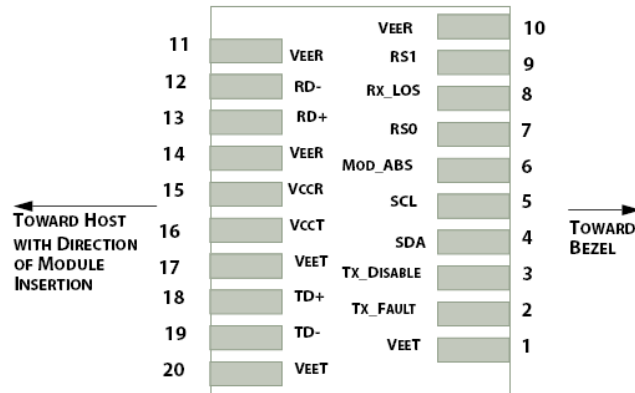 11 VEER
12 RD-
13 RD+
14 VEER
15 VCCR
16 VCCT
17 VEET
18 TD+
19 TD-
20 VEET
VEER 10
RS1 9
RX_LOS 8
RS0 7
MOD_ABS 6
SCL 5
SDA 4
TX_DISABLE 3
TX_FAULT 2
VEET 1
TOWARD HOST
WITH DIRECTION
OF MODULE
INSERTION
TOWARD
BEZEL